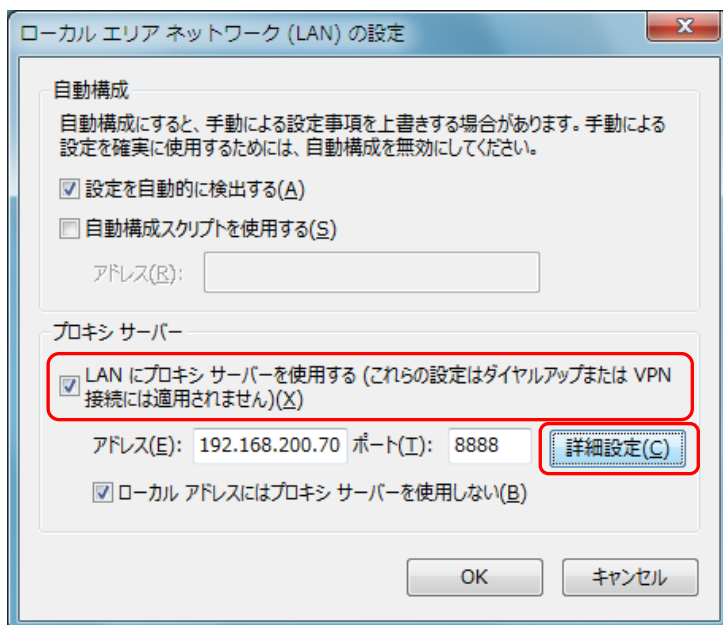 ローカル エリア ネットワーク (LAN) の設定
自動構成
自動構成にすると、手動による設定事項を上書きする場合があります。手動による
設定を確実に使用するためには、自動構成を無効にしてください。
設定を自動的に検出する(A)
自動構成スクリプトを使用する(S)
アドレス(R):
プロキシ サーバー
LAN にプロキシ サーバーを使用する (これらの設定はダイヤルアップまたは VPN
接続には適用されません)(X)
アドレス(E): 192.168.200.70 ポート(T): 8888 詳細設定(C)
ローカル アドレスにはプロキシ サーバーを使用しない(B)
OK キャンセル